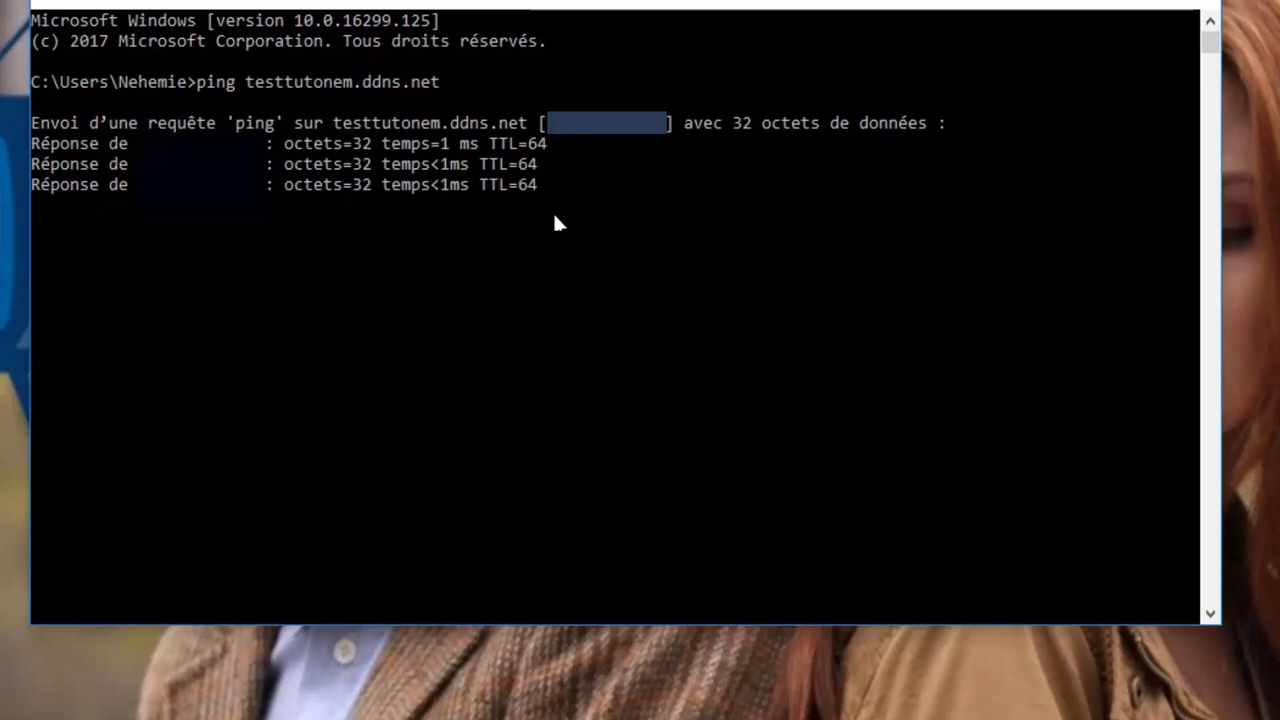 Microsoft Windows [version 10.0.16299.125]
(c) 2017 Microsoft Corporation. Tous droits réservés.
C:\Users\Nehemie>ping testtutonem.ddns.net
Envoi d’une requête 'ping' sur testtutonem.ddns.net [ ] avec 32 octets de données :
Réponse de : octets=32 temps=1 ms TTL=64
Réponse de : octets=32 temps<1ms TTL=64
Réponse de : octets=32 temps<1ms TTL=64